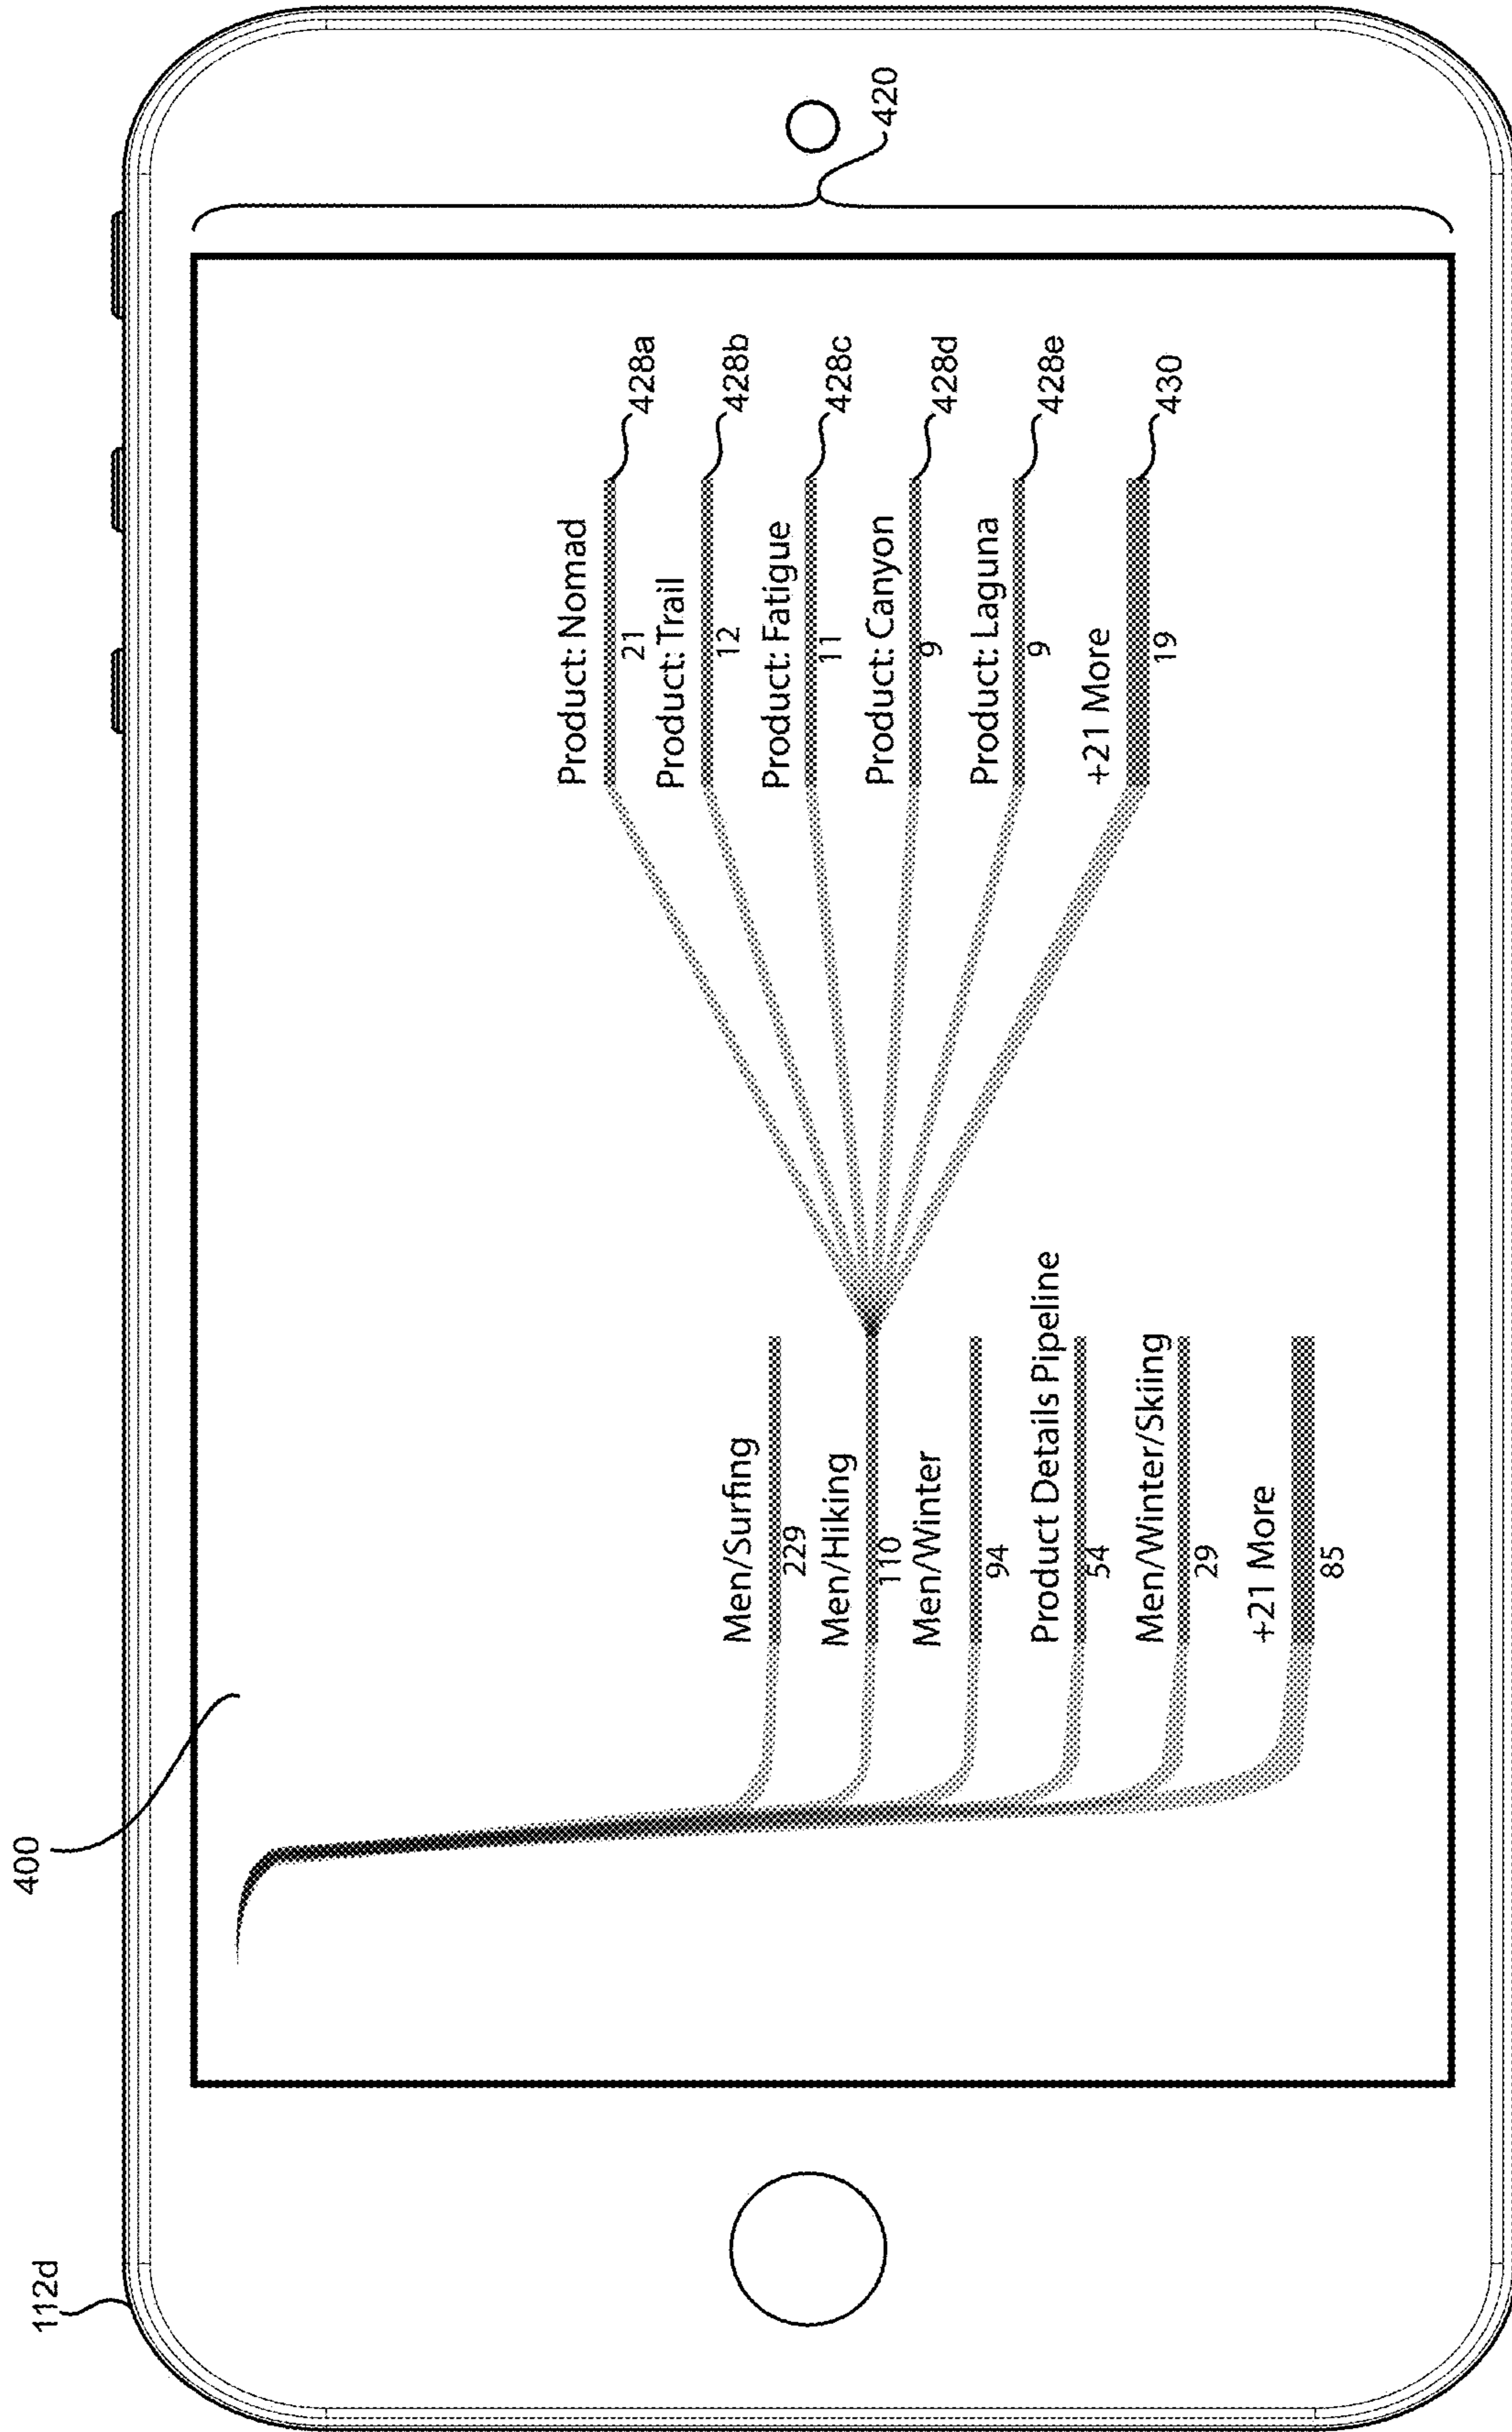 112d
400
420
Men/Surfing
229
Men/Hiking
110
Men/Winter
94
Product Details Pipeline
54
Men/Winter/Skiing
29
+21 More
85
Product: Nomad
21
428a
Product: Trail
12
428b
Product: Fatigue
11
428c
Product: Canyon
9
428d
Product: Laguna
9
428e
+21 More
19
430